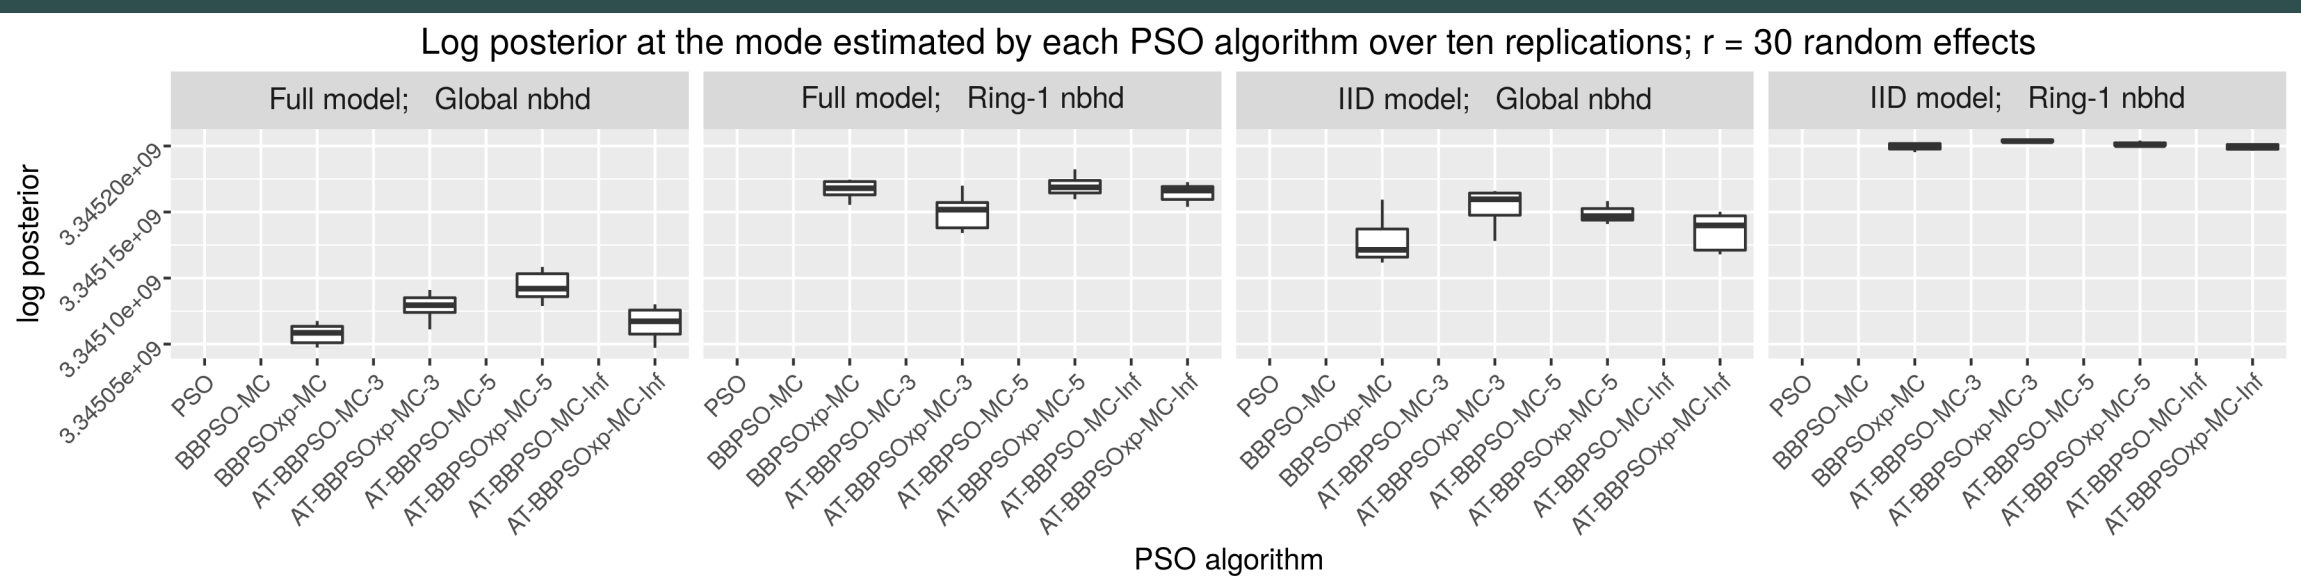 Log posterior at the mode estimated by each PSO algorithm over ten replications; r = 30 random effects
Full model; Global nbhd
Full model; Ring-1 nbhd
IID model; Global nbhd
IID model; Ring-1 nbhd
log posterior
3.34520e+09
3.34515e+09
3.34510e+09
3.34505e+09
PSO
BBPSO-MC
BBPSOxp-MC
AT-BBPSO-MC-3
AT-BBPSOxp-MC-3
AT-BBPSO-MC-5
AT-BBPSOxp-MC-5
AT-BBPSO-MC-Inf
AT-BBPSOxp-MC-Inf
PSO
BBPSO-MC
BBPSOxp-MC
AT-BBPSO-MC-3
AT-BBPSOxp-MC-3
AT-BBPSO-MC-5
AT-BBPSOxp-MC-5
AT-BBPSO-MC-Inf
AT-BBPSOxp-MC-Inf
PSO
BBPSO-MC
BBPSOxp-MC
AT-BBPSO-MC-3
AT-BBPSOxp-MC-3
AT-BBPSO-MC-5
AT-BBPSOxp-MC-5
AT-BBPSO-MC-Inf
AT-BBPSOxp-MC-Inf
PSO
BBPSO-MC
BBPSOxp-MC
AT-BBPSO-MC-3
AT-BBPSOxp-MC-3
AT-BBPSO-MC-5
AT-BBPSOxp-MC-5
AT-BBPSO-MC-Inf
AT-BBPSOxp-MC-Inf
PSO algorithm